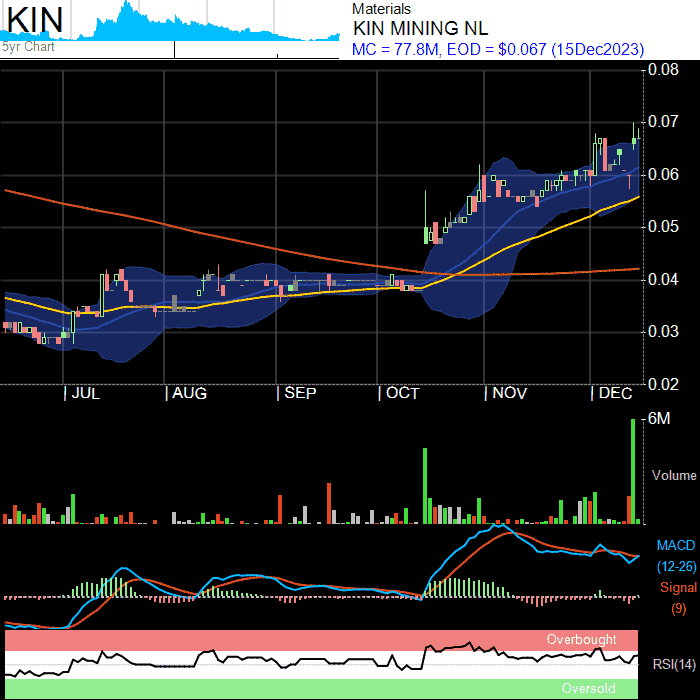 KIN
5yr Chart
Materials
KIN MINING NL
MC = 77.8M, EOD = $0.067 (15Dec2023)
0.08
0.07
0.06
0.05
0.04
0.03
0.02
| JUL | AUG | SEP | OCT | NOV | DEC
6M
Volume
MACD
(12-26)
Signal
(9)
Overbought
RSI(14)
Oversold